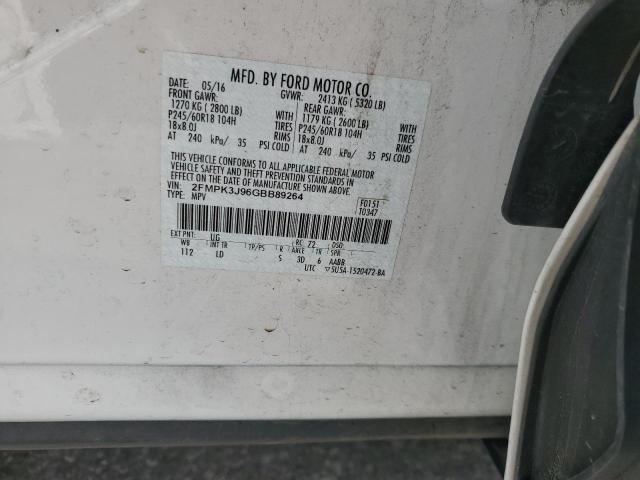 MFD. BY FORD MOTOR CO.
DATE: 05/16 GVWR: 2413 KG ( 5320 LB)
FRONT GAWR: REAR GAWR:
1270 KG ( 2800 LB) WITH 1179 KG ( 2600 LB) WITH
P245/60R18 104H TIRES P245/60R18 104H TIRES
18x8.0J RIMS 18x8.0J RIMS
AT 240 kPa/ 35 PSI COLD AT 240 kPa/ 35 PSI COLD
THIS VEHICLE CONFORMS TO ALL APPLICABLE FEDERAL MOTOR
VEHICLE SAFETY AND THEFT PREVENTION STANDARDS IN
EFFECT ON THE DATE OF MANUFACTURE SHOWN ABOVE.
VIN: 2FMPK3J96GBB89264 F0151
TYPE: MPV T0347
EXT PNT: UG RC: 72 DSO:
WB INT TR TP/PS R AXLE TR SPR
112 LD S 3D 6 AABB
UTC ▽5U5A-1520472-BA